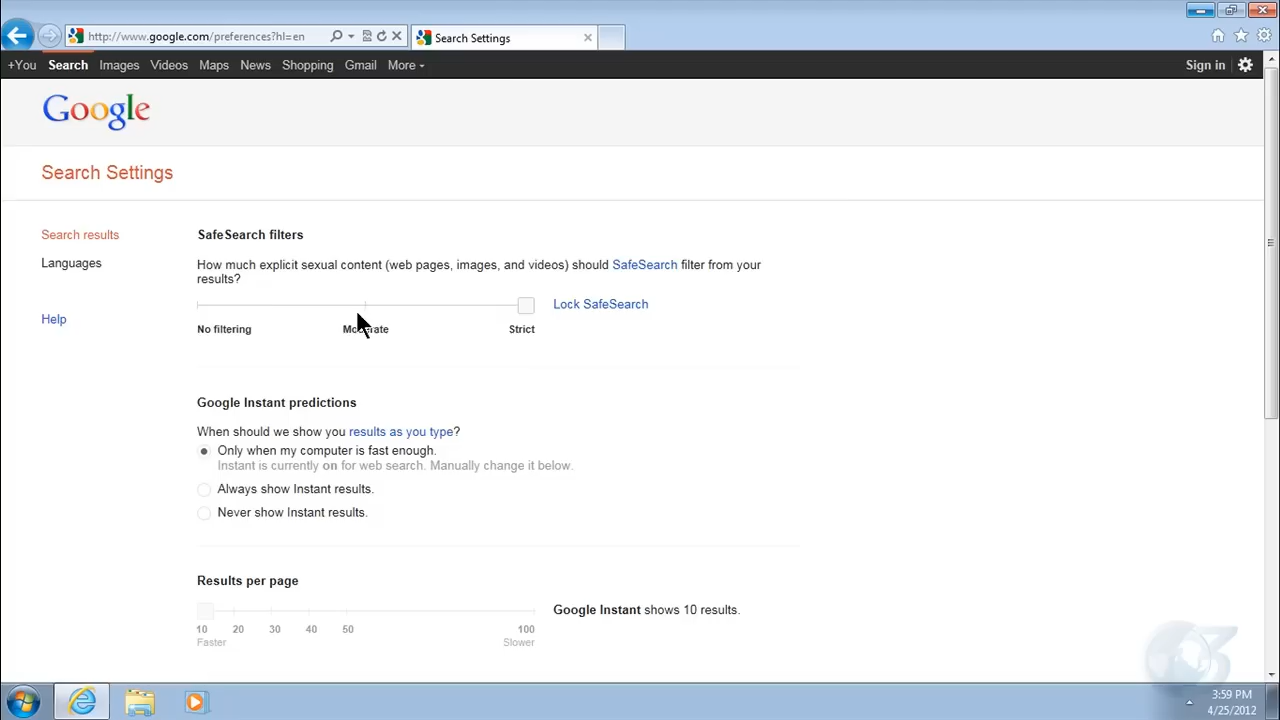 http://www.google.com/preferences?hl=en
Search Settings
+You Search Images Videos Maps News Shopping Gmail More
Sign in
Google
Search Settings
Search results
Languages
Help
SafeSearch filters
How much explicit sexual content (web pages, images, and videos) should SafeSearch filter from your
results?
Lock SafeSearch
No filtering Moderate Strict
Google Instant predictions
When should we show you results as you type?
Only when my computer is fast enough.
Instant is currently on for web search. Manually change it below.
Always show Instant results.
Never show Instant results.
Results per page
Google Instant shows 10 results.
10 20 30 40 50 100
Faster Slower
3:59 PM
4/25/2012